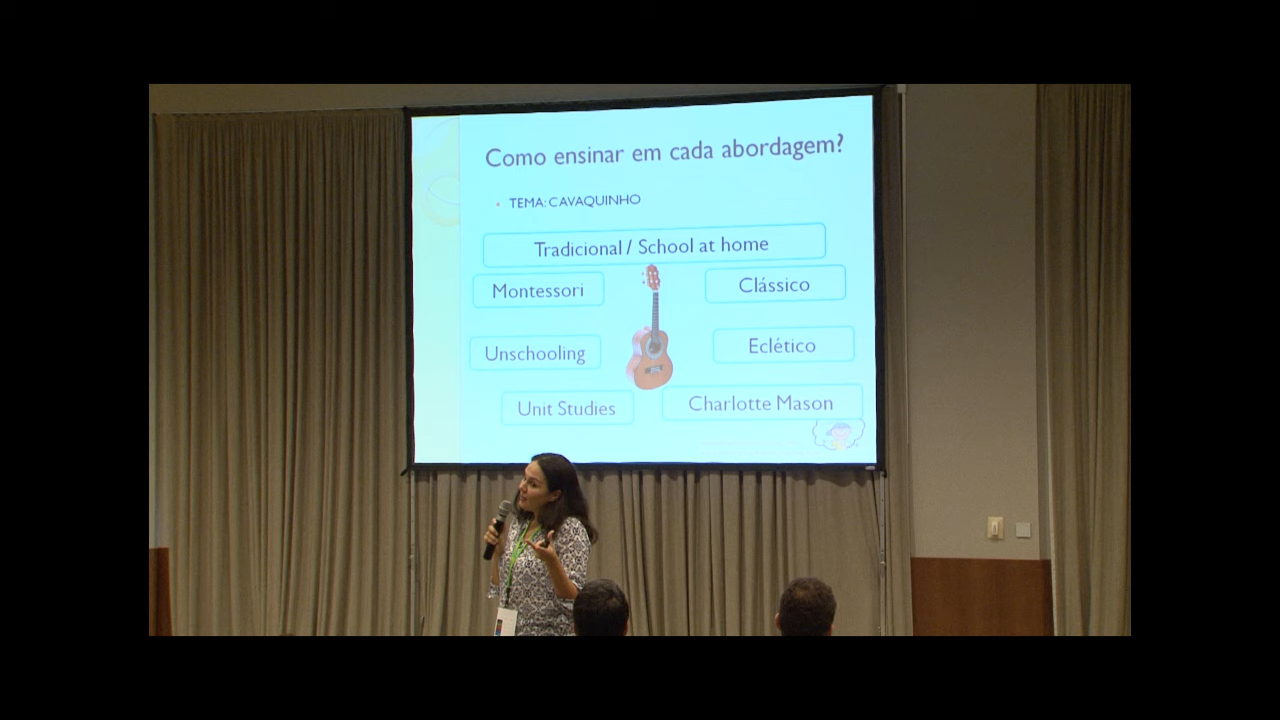 Como ensinar em cada abordagem?
TEMA: CAVAQUINHO
Tradicional / School at home
Montessori
Clássico
Unschooling
Eclético
Unit Studies
Charlotte Mason